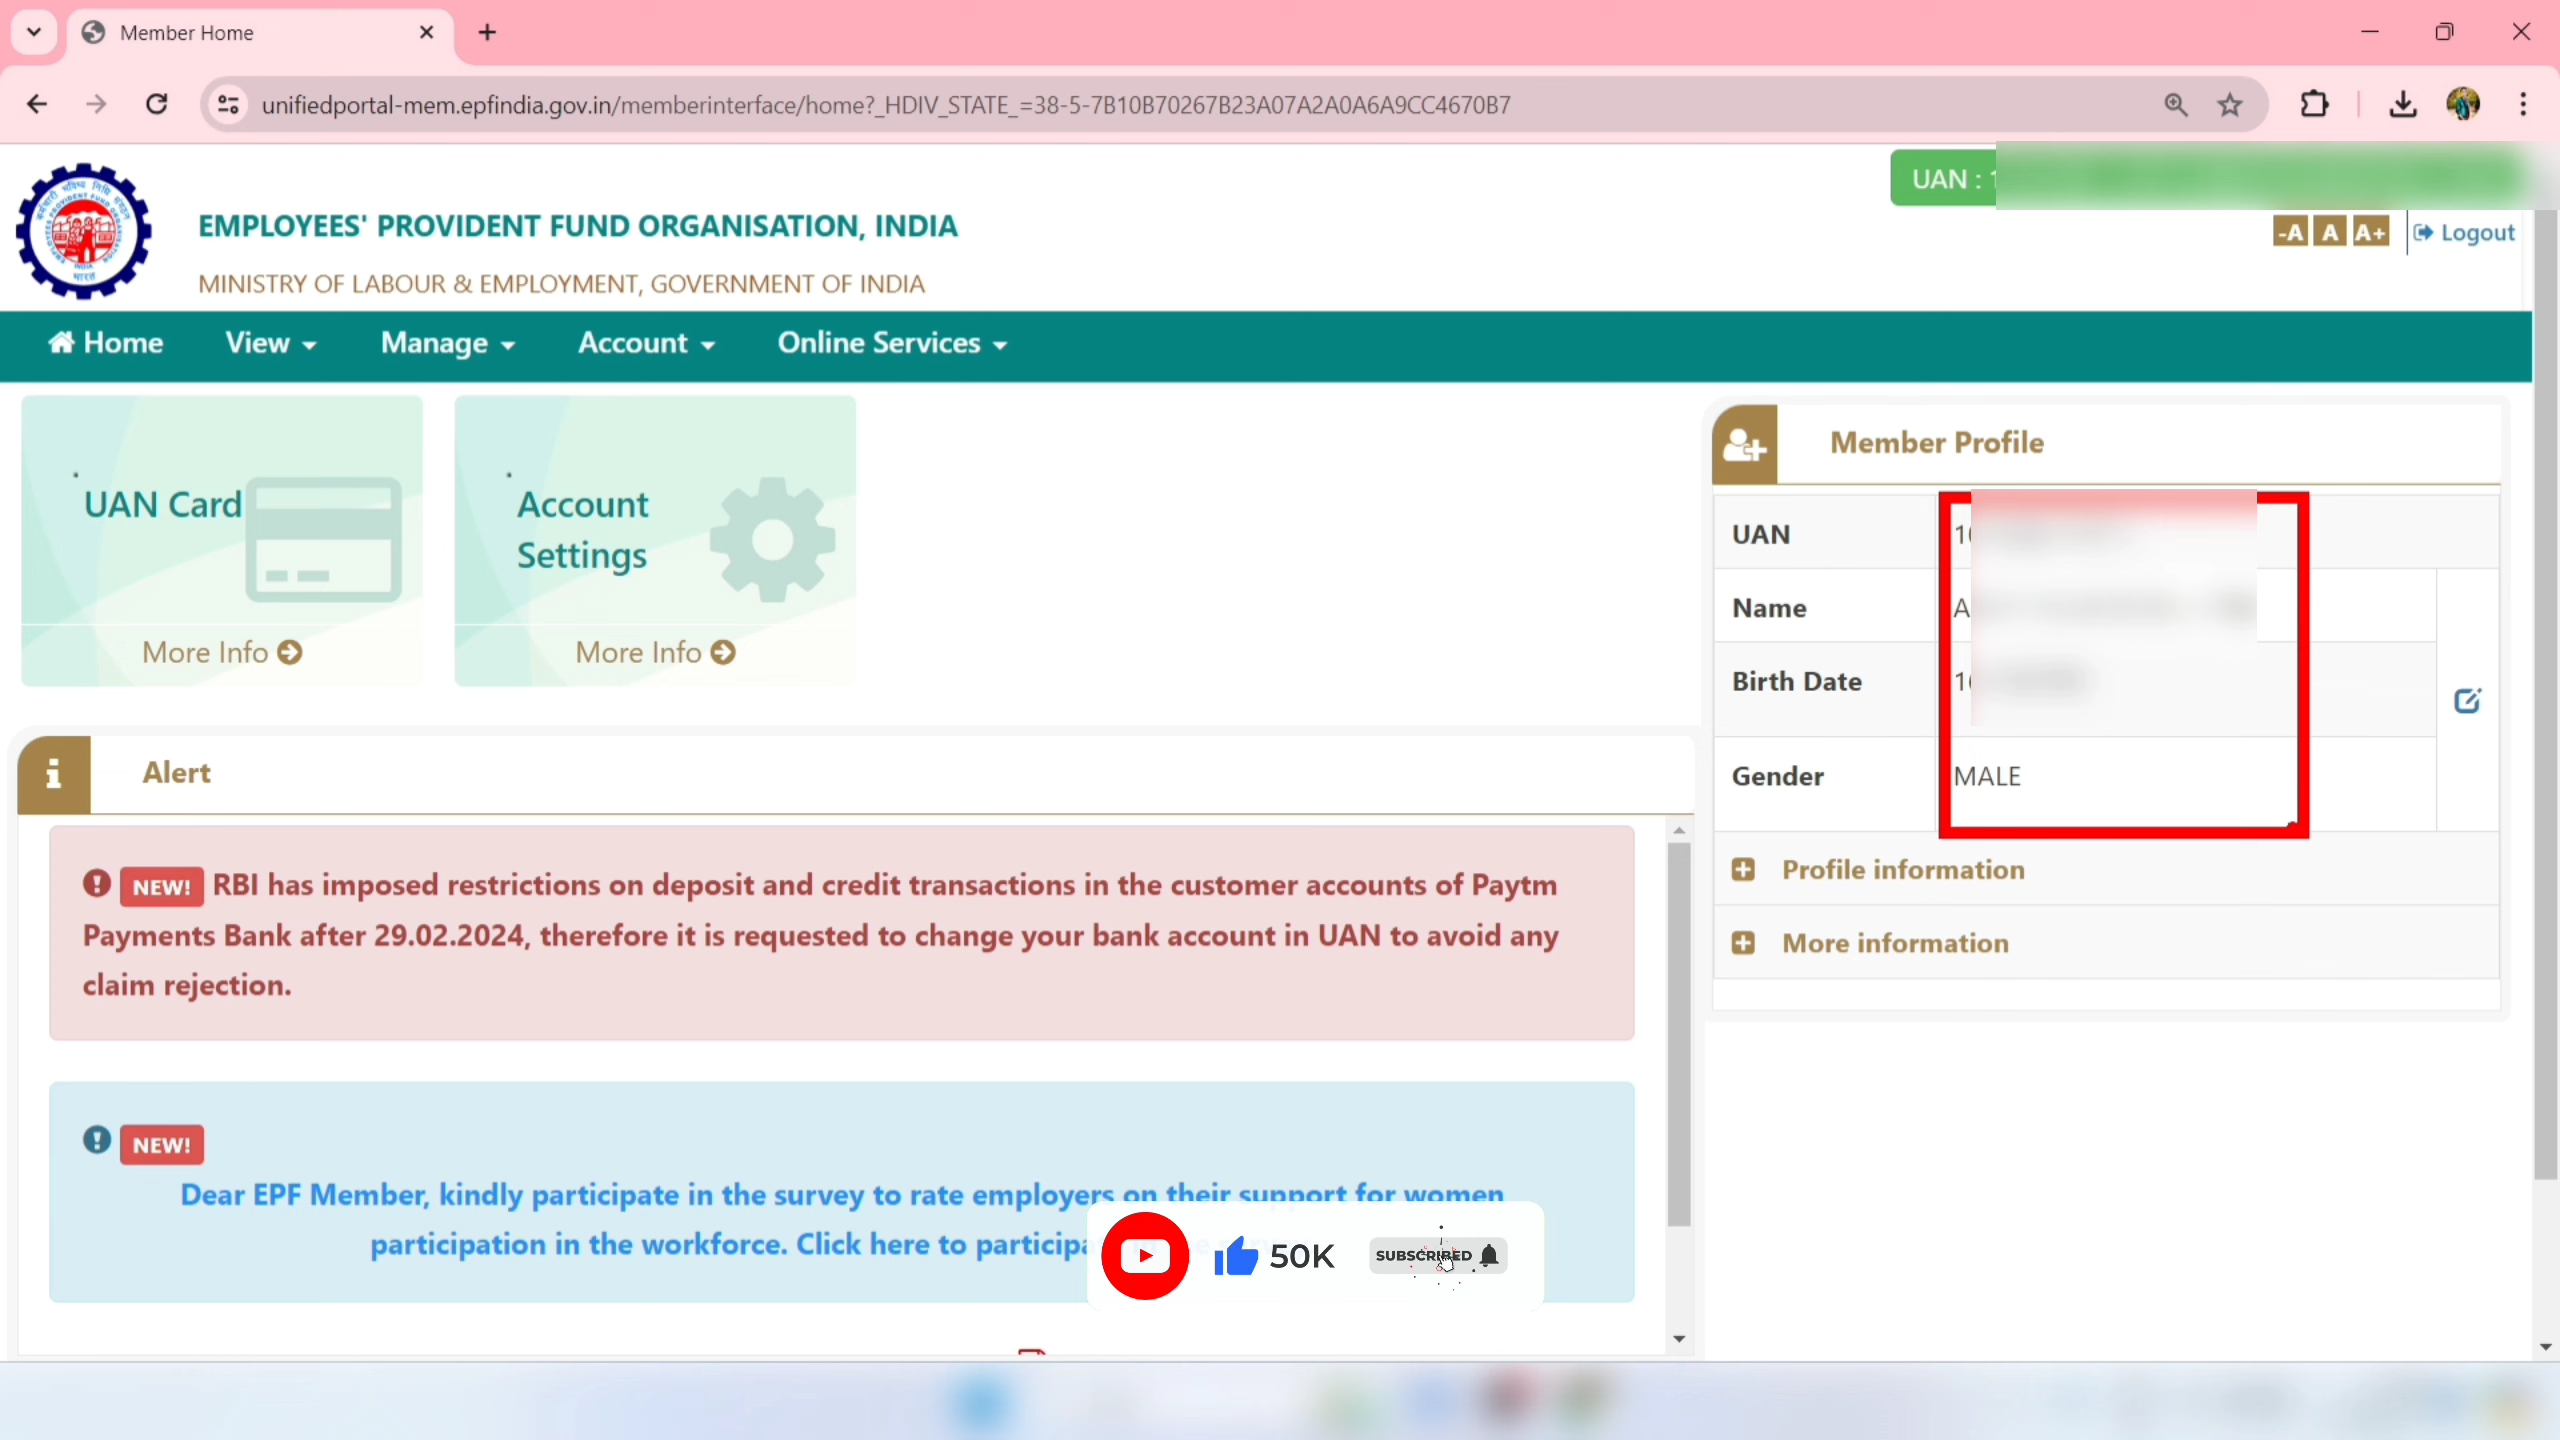 Member Home
unifiedportal-mem.epfindia.gov.in/memberinterface/home?_HDIV_STATE_=38-5-7B10B70267B23A07A2A0A6A9CC4670B7
UAN : 1
EMPLOYEES' PROVIDENT FUND ORGANISATION, INDIA
MINISTRY OF LABOUR & EMPLOYMENT, GOVERNMENT OF INDIA
-A A A+ Logout
Home View Manage Account Online Services
UAN Card
More Info
Account
Settings
More Info
Member Profile
UAN
Name A
Birth Date
Gender MALE
Profile information
More information
Alert
NEW! RBI has imposed restrictions on deposit and credit transactions in the customer accounts of Paytm
Payments Bank after 29.02.2024, therefore it is requested to change your bank account in UAN to avoid any
claim rejection.
NEW!
Dear EPF Member, kindly participate in the survey to rate employers on their support for women
participation in the workforce. Click here to
50K SUBSCRIBED